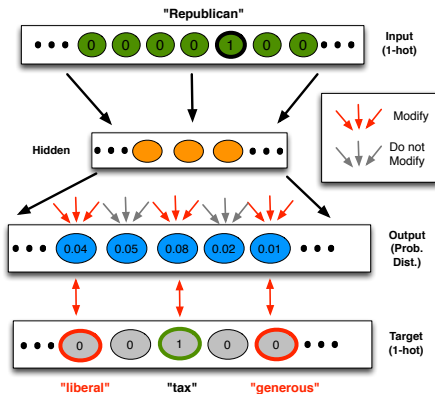 "Republican"
0 0 0 0 1 0 0
Input
(1-hot)
Hidden
Modify
Do not
Modify
0.04 0.05 0.08 0.02 0.01
Output
(Prob.
Dist.)
0 0 1 0 0
Target
(1-hot)
"liberal" "tax" "generous"